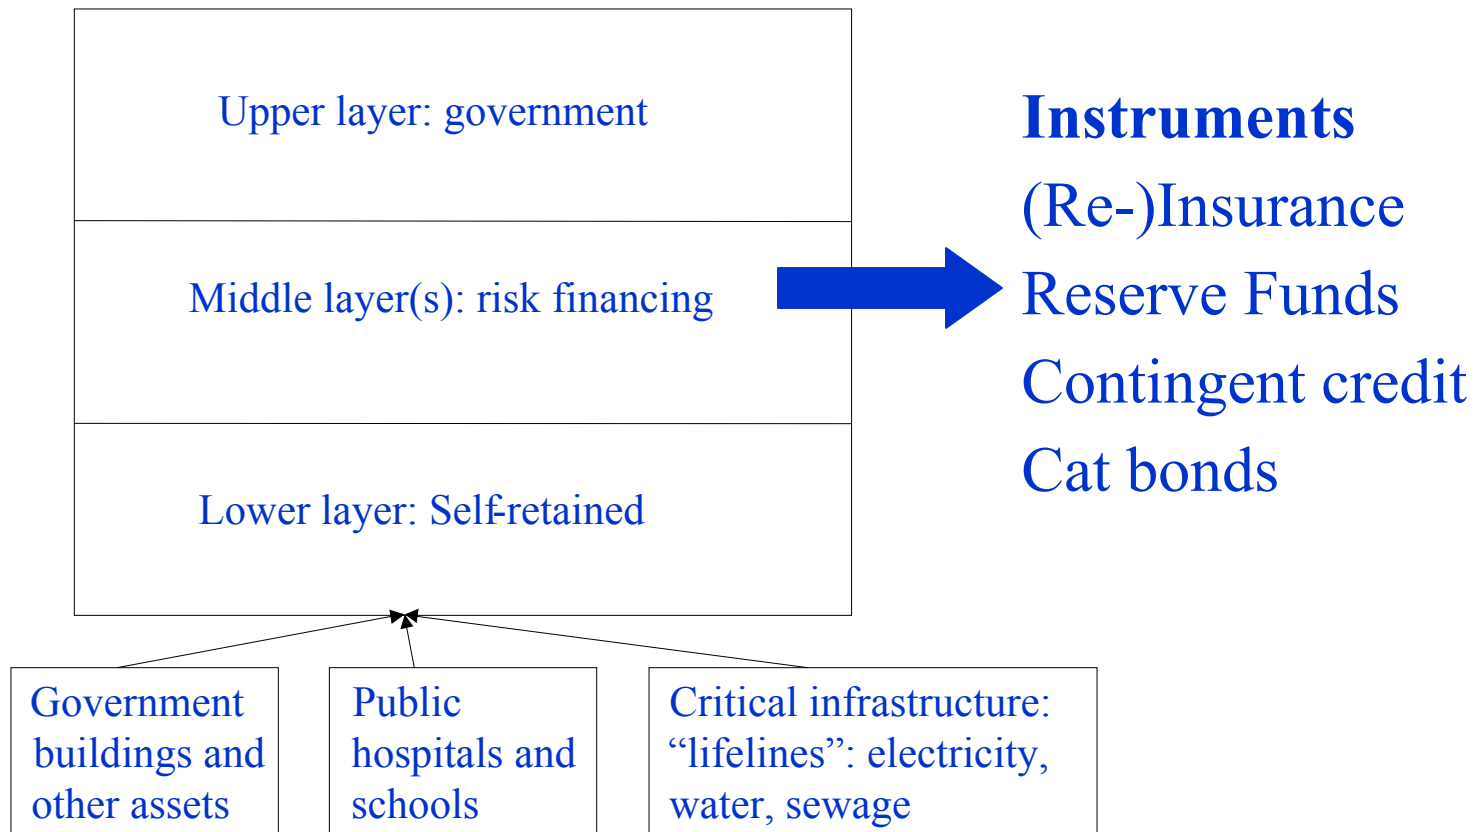 Upper layer: government
Middle layer(s): risk financing
Lower layer: Self-retained
Instruments
(Re-)Insurance
Reserve Funds
Contingent credit
Cat bonds
Government
buildings and
other assets
Public
hospitals and
schools
Critical infrastructure:
“lifelines”: electricity,
water, sewage